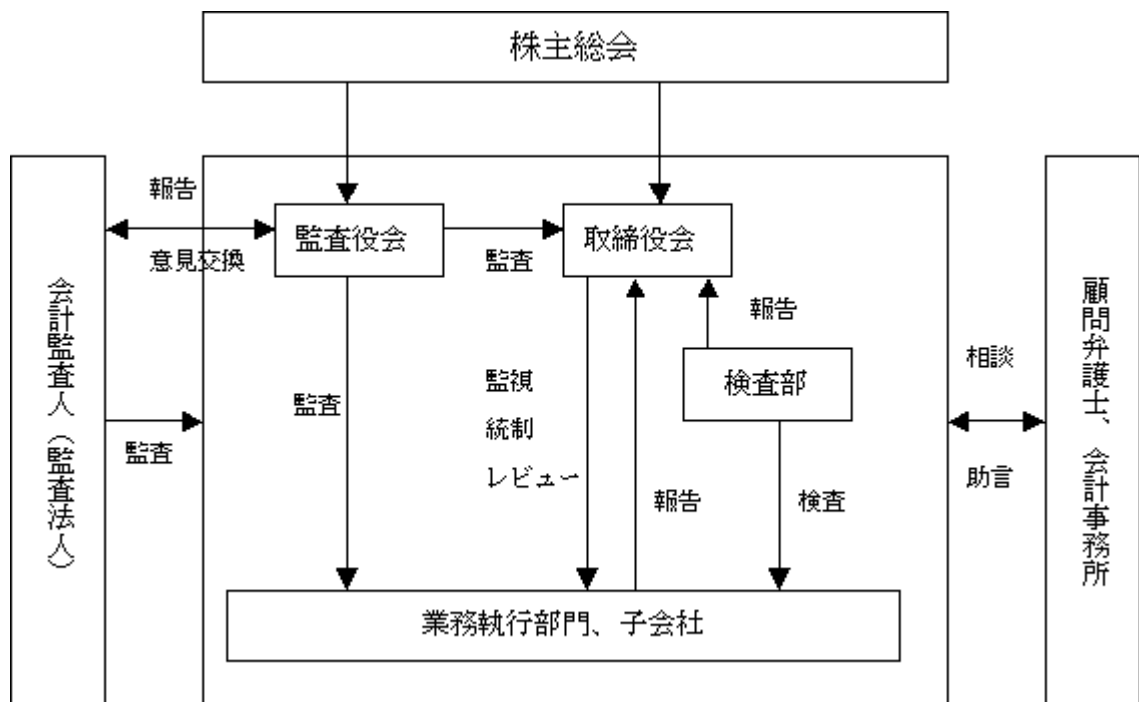 株主総会
報告
意見交換
監査役会
監査
取締役会
報告
検査部
監査
監視
統制
レビュー
報告
検査
業務執行部門、子会社
会計監査人（監査法人）
監査
相談
助言
顧問弁護士、会計事務所